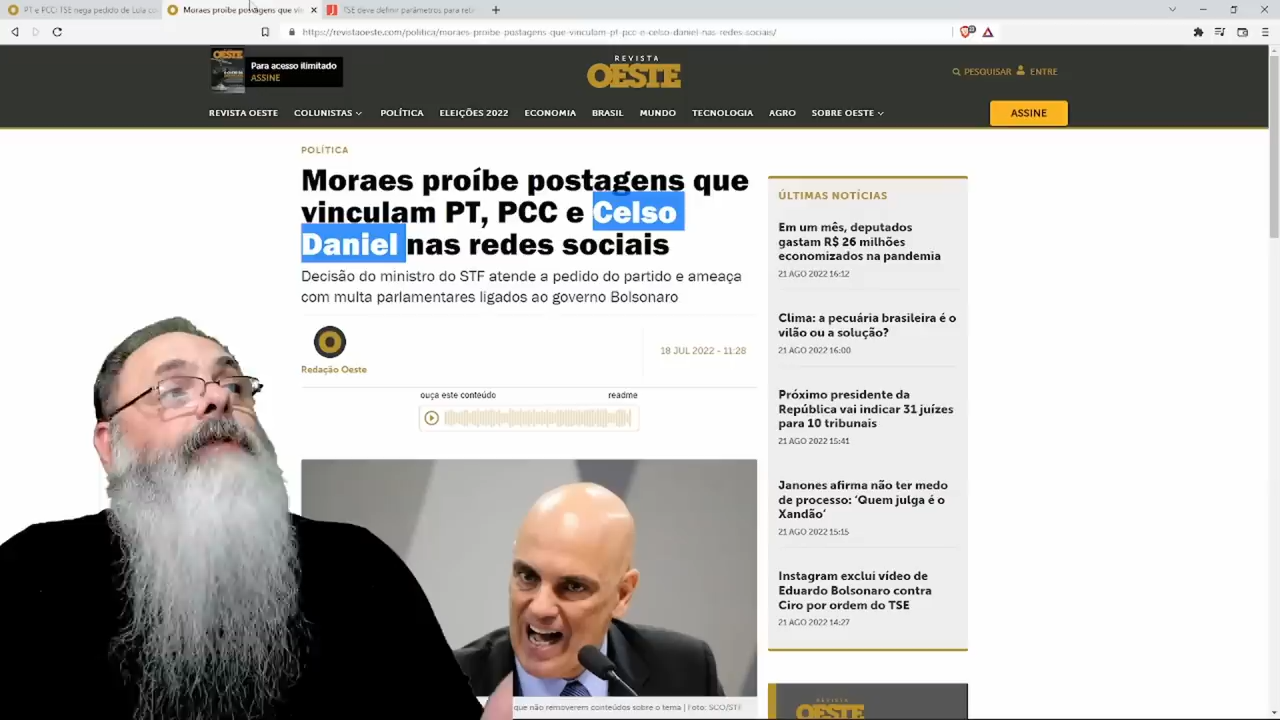 PT e PCC: TSE nega pedido de Lula co
Moraes proíbe postagens que vin
TSE deve definir parâmetros para reti
https://revistaoeste.com/politica/moraes-proibe-postagens-que-vinculam-pt-pcc-e-celso-daniel-nas-redes-sociais/
OESTE
Para acesso ilimitado
ASSINE
REVISTA
OESTE
PESQUISAR
ENTRE
REVISTA OESTE
COLUNISTAS
POLÍTICA
ELEIÇÕES 2022
ECONOMIA
BRASIL
MUNDO
TECNOLOGIA
AGRO
SOBRE OESTE
ASSINE
POLÍTICA
Moraes proíbe postagens que
vinculam PT, PCC e Celso
Daniel nas redes sociais
Decisão do ministro do STF atende a pedido do partido e ameaça
com multa parlamentares ligados ao governo Bolsonaro
Redação Oeste
18 JUL 2022 - 11:28
ouça este conteúdo
readme
que não removerem conteúdos sobre o tema | Foto: SCO/STF
ÚLTIMAS NOTÍCIAS
Em um mês, deputados
gastam R$ 26 milhões
economizados na pandemia
21 AGO 2022 16:12
Clima: a pecuária brasileira é o
vilão ou a solução?
21 AGO 2022 16:00
Próximo presidente da
República vai indicar 31 juízes
para 10 tribunais
21 AGO 2022 15:41
Janones afirma não ter medo
de processo: ‘Quem julga é o
Xandão’
21 AGO 2022 15:15
Instagram exclui vídeo de
Eduardo Bolsonaro contra
Ciro por ordem do TSE
21 AGO 2022 14:27
REVISTA
OESTE